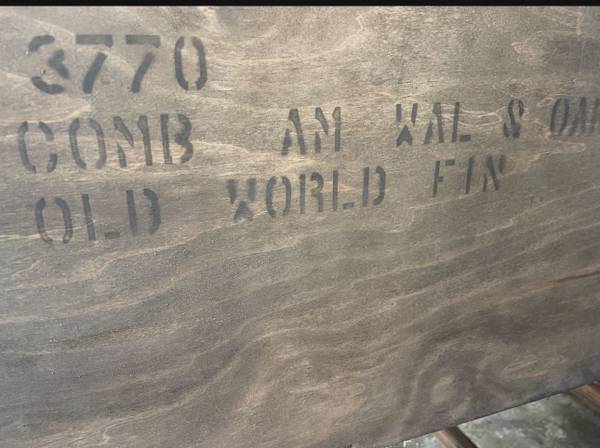 3770
COMB AM WAL & OAK
OLD WORLD FIN